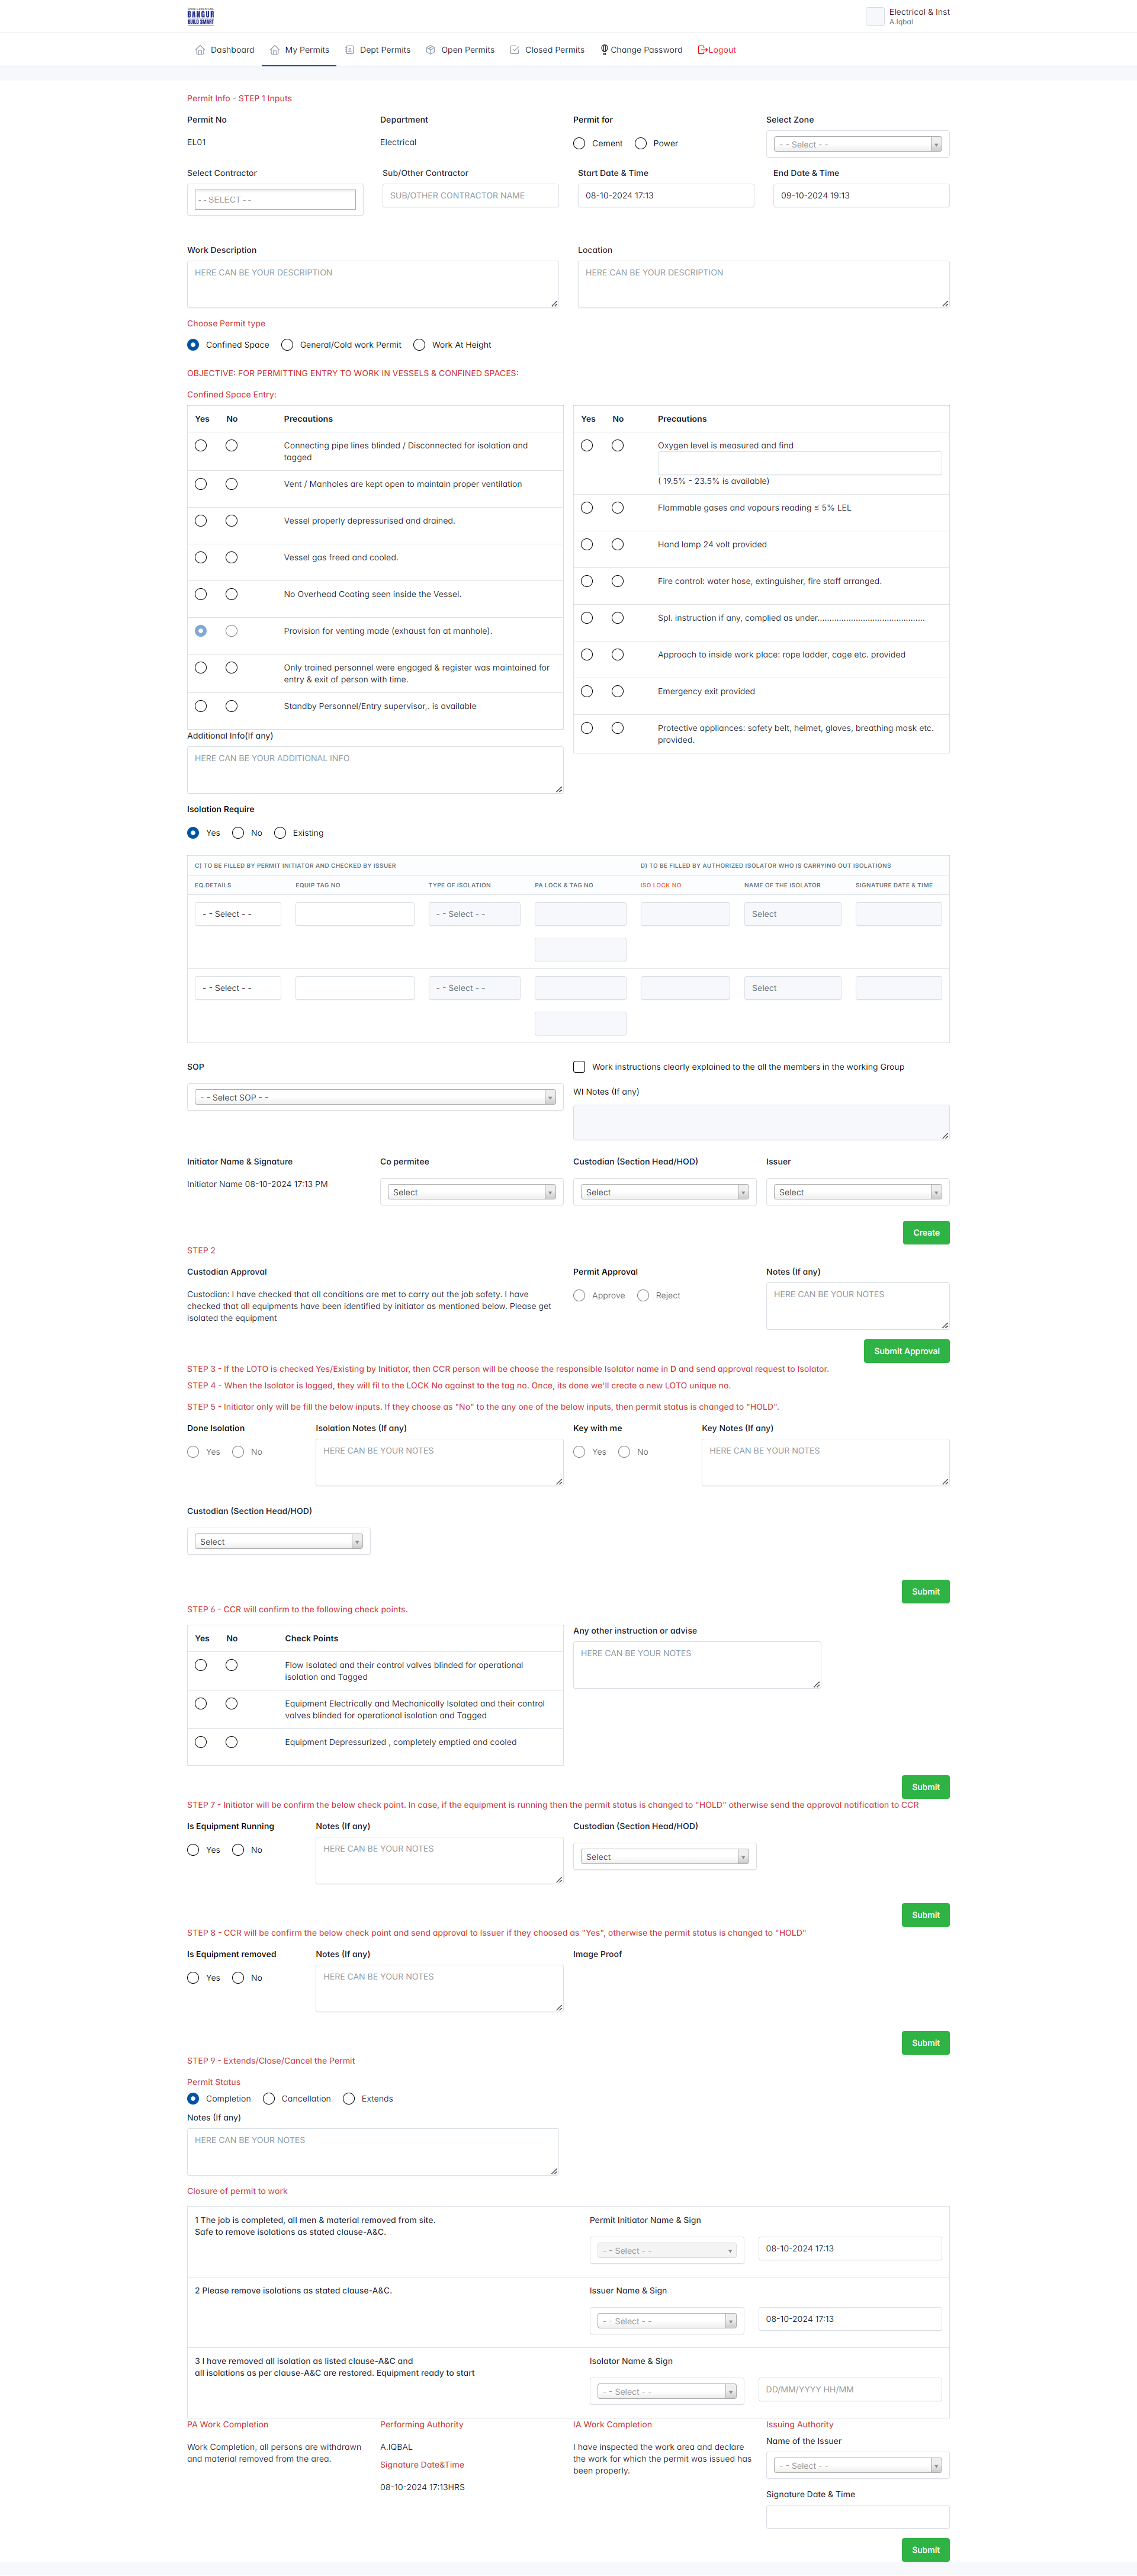 BANGUR
BUILD SMART
Electrical & Inst
A.Iqbal
Dashboard
My Permits
Dept Permits
Open Permits
Closed Permits
Change Password
Logout
Permit Info - STEP 1 Inputs
Permit No
Department
Permit for
Select Zone
EL01
Electrical
Cement
Power
- - Select - -
Select Contractor
Sub/Other Contractor
Start Date & Time
End Date & Time
- - SELECT - -
SUB/OTHER CONTRACTOR NAME
08-10-2024 17:13
09-10-2024 19:13
Work Description
Location
HERE CAN BE YOUR DESCRIPTION
HERE CAN BE YOUR DESCRIPTION
Choose Permit type
Confined Space
General/Cold work Permit
Work At Height
OBJECTIVE: FOR PERMITTING ENTRY TO WORK IN VESSELS & CONFINED SPACES:
Confined Space Entry:
Yes No Precautions
Connecting pipe lines blinded / Disconnected for isolation and
tagged
Vent / Manholes are kept open to maintain proper ventilation
Vessel properly depressurised and drained.
Vessel gas freed and cooled.
No Overhead Coating seen inside the Vessel.
Provision for venting made (exhaust fan at manhole).
Only trained personnel were engaged & register was maintained for
entry & exit of person with time.
Standby Personnel/Entry supervisor,. is available
Yes No Precautions
Oxygen level is measured and find
( 19.5% - 23.5% is available)
Flammable gases and vapours reading ≤ 5% LEL
Hand lamp 24 volt provided
Fire control: water hose, extinguisher, fire staff arranged.
Spl. instruction if any, complied as under.............................................
Approach to inside work place: rope ladder, cage etc. provided
Emergency exit provided
Protective appliances: safety belt, helmet, gloves, breathing mask etc.
provided.
Additional Info(If any)
HERE CAN BE YOUR ADDITIONAL INFO
Isolation Require
Yes
No
Existing
C) TO BE FILLED BY PERMIT INITIATOR AND CHECKED BY ISSUER
D) TO BE FILLED BY AUTHORIZED ISOLATOR WHO IS CARRYING OUT ISOLATIONS
EQ.DETAILS
EQUIP TAG NO
TYPE OF ISOLATION
PA LOCK & TAG NO
ISO LOCK NO
NAME OF THE ISOLATOR
SIGNATURE DATE & TIME
- - Select - -
- - Select - -
Select
- - Select - -
- - Select - -
Select
SOP
Work instructions clearly explained to the all the members in the working Group
- - Select SOP - -
WI Notes (If any)
Initiator Name & Signature
Co permitee
Custodian (Section Head/HOD)
Issuer
Initiator Name 08-10-2024 17:13 PM
Select
Select
Select
Create
STEP 2
Custodian Approval
Permit Approval
Notes (If any)
Custodian: I have checked that all conditions are met to carry out the job safety. I have
checked that all equipments have been identified by initiator as mentioned below. Please get
isolated the equipment
Approve
Reject
HERE CAN BE YOUR NOTES
Submit Approval
STEP 3 - If the LOTO is checked Yes/Existing by Initiator, then CCR person will be choose the responsible Isolator name in D and send approval request to Isolator.
STEP 4 - When the Isolator is logged, they will fil to the LOCK No against to the tag no. Once, its done we'll create a new LOTO unique no.
STEP 5 - Initiator only will be fill the below inputs. If they choose as "No" to the any one of the below inputs, then permit status is changed to "HOLD".
Done Isolation
Isolation Notes (If any)
Key with me
Key Notes (If any)
Yes
No
HERE CAN BE YOUR NOTES
Yes
No
HERE CAN BE YOUR NOTES
Custodian (Section Head/HOD)
Select
Submit
STEP 6 - CCR will confirm to the following check points.
Yes No Check Points
Any other instruction or advise
HERE CAN BE YOUR NOTES
Flow Isolated and their control valves blinded for operational
isolation and Tagged
Equipment Electrically and Mechanically Isolated and their control
valves blinded for operational isolation and Tagged
Equipment Depressurized , completely emptied and cooled
Submit
STEP 7 - Initiator will be confirm the below check point. In case, if the equipment is running then the permit status is changed to "HOLD" otherwise send the approval notification to CCR
Is Equipment Running
Notes (If any)
Custodian (Section Head/HOD)
Yes
No
HERE CAN BE YOUR NOTES
Select
Submit
STEP 8 - CCR will be confirm the below check point and send approval to Issuer if they choosed as "Yes", otherwise the permit status is changed to "HOLD"
Is Equipment removed
Notes (If any)
Image Proof
Yes
No
HERE CAN BE YOUR NOTES
Submit
STEP 9 - Extends/Close/Cancel the Permit
Permit Status
Completion
Cancellation
Extends
Notes (If any)
HERE CAN BE YOUR NOTES
Closure of permit to work
1 The job is completed, all men & material removed from site.
Safe to remove isolations as stated clause-A&C.
Permit Initiator Name & Sign
- - Select - -
08-10-2024 17:13
2 Please remove isolations as stated clause-A&C.
Issuer Name & Sign
- - Select - -
08-10-2024 17:13
3 I have removed all isolation as listed clause-A&C and
all isolations as per clause-A&C are restored. Equipment ready to start
Isolator Name & Sign
- - Select - -
DD/MM/YYYY HH/MM
PA Work Completion
Performing Authority
IA Work Completion
Issuing Authority
Work Completion, all persons are withdrawn
and material removed from the area.
A.IQBAL
Signature Date&Time
08-10-2024 17:13HRS
I have inspected the work area and declare
the work for which the permit was issued has
been properly.
Name of the Issuer
- - Select - -
Signature Date & Time
Submit